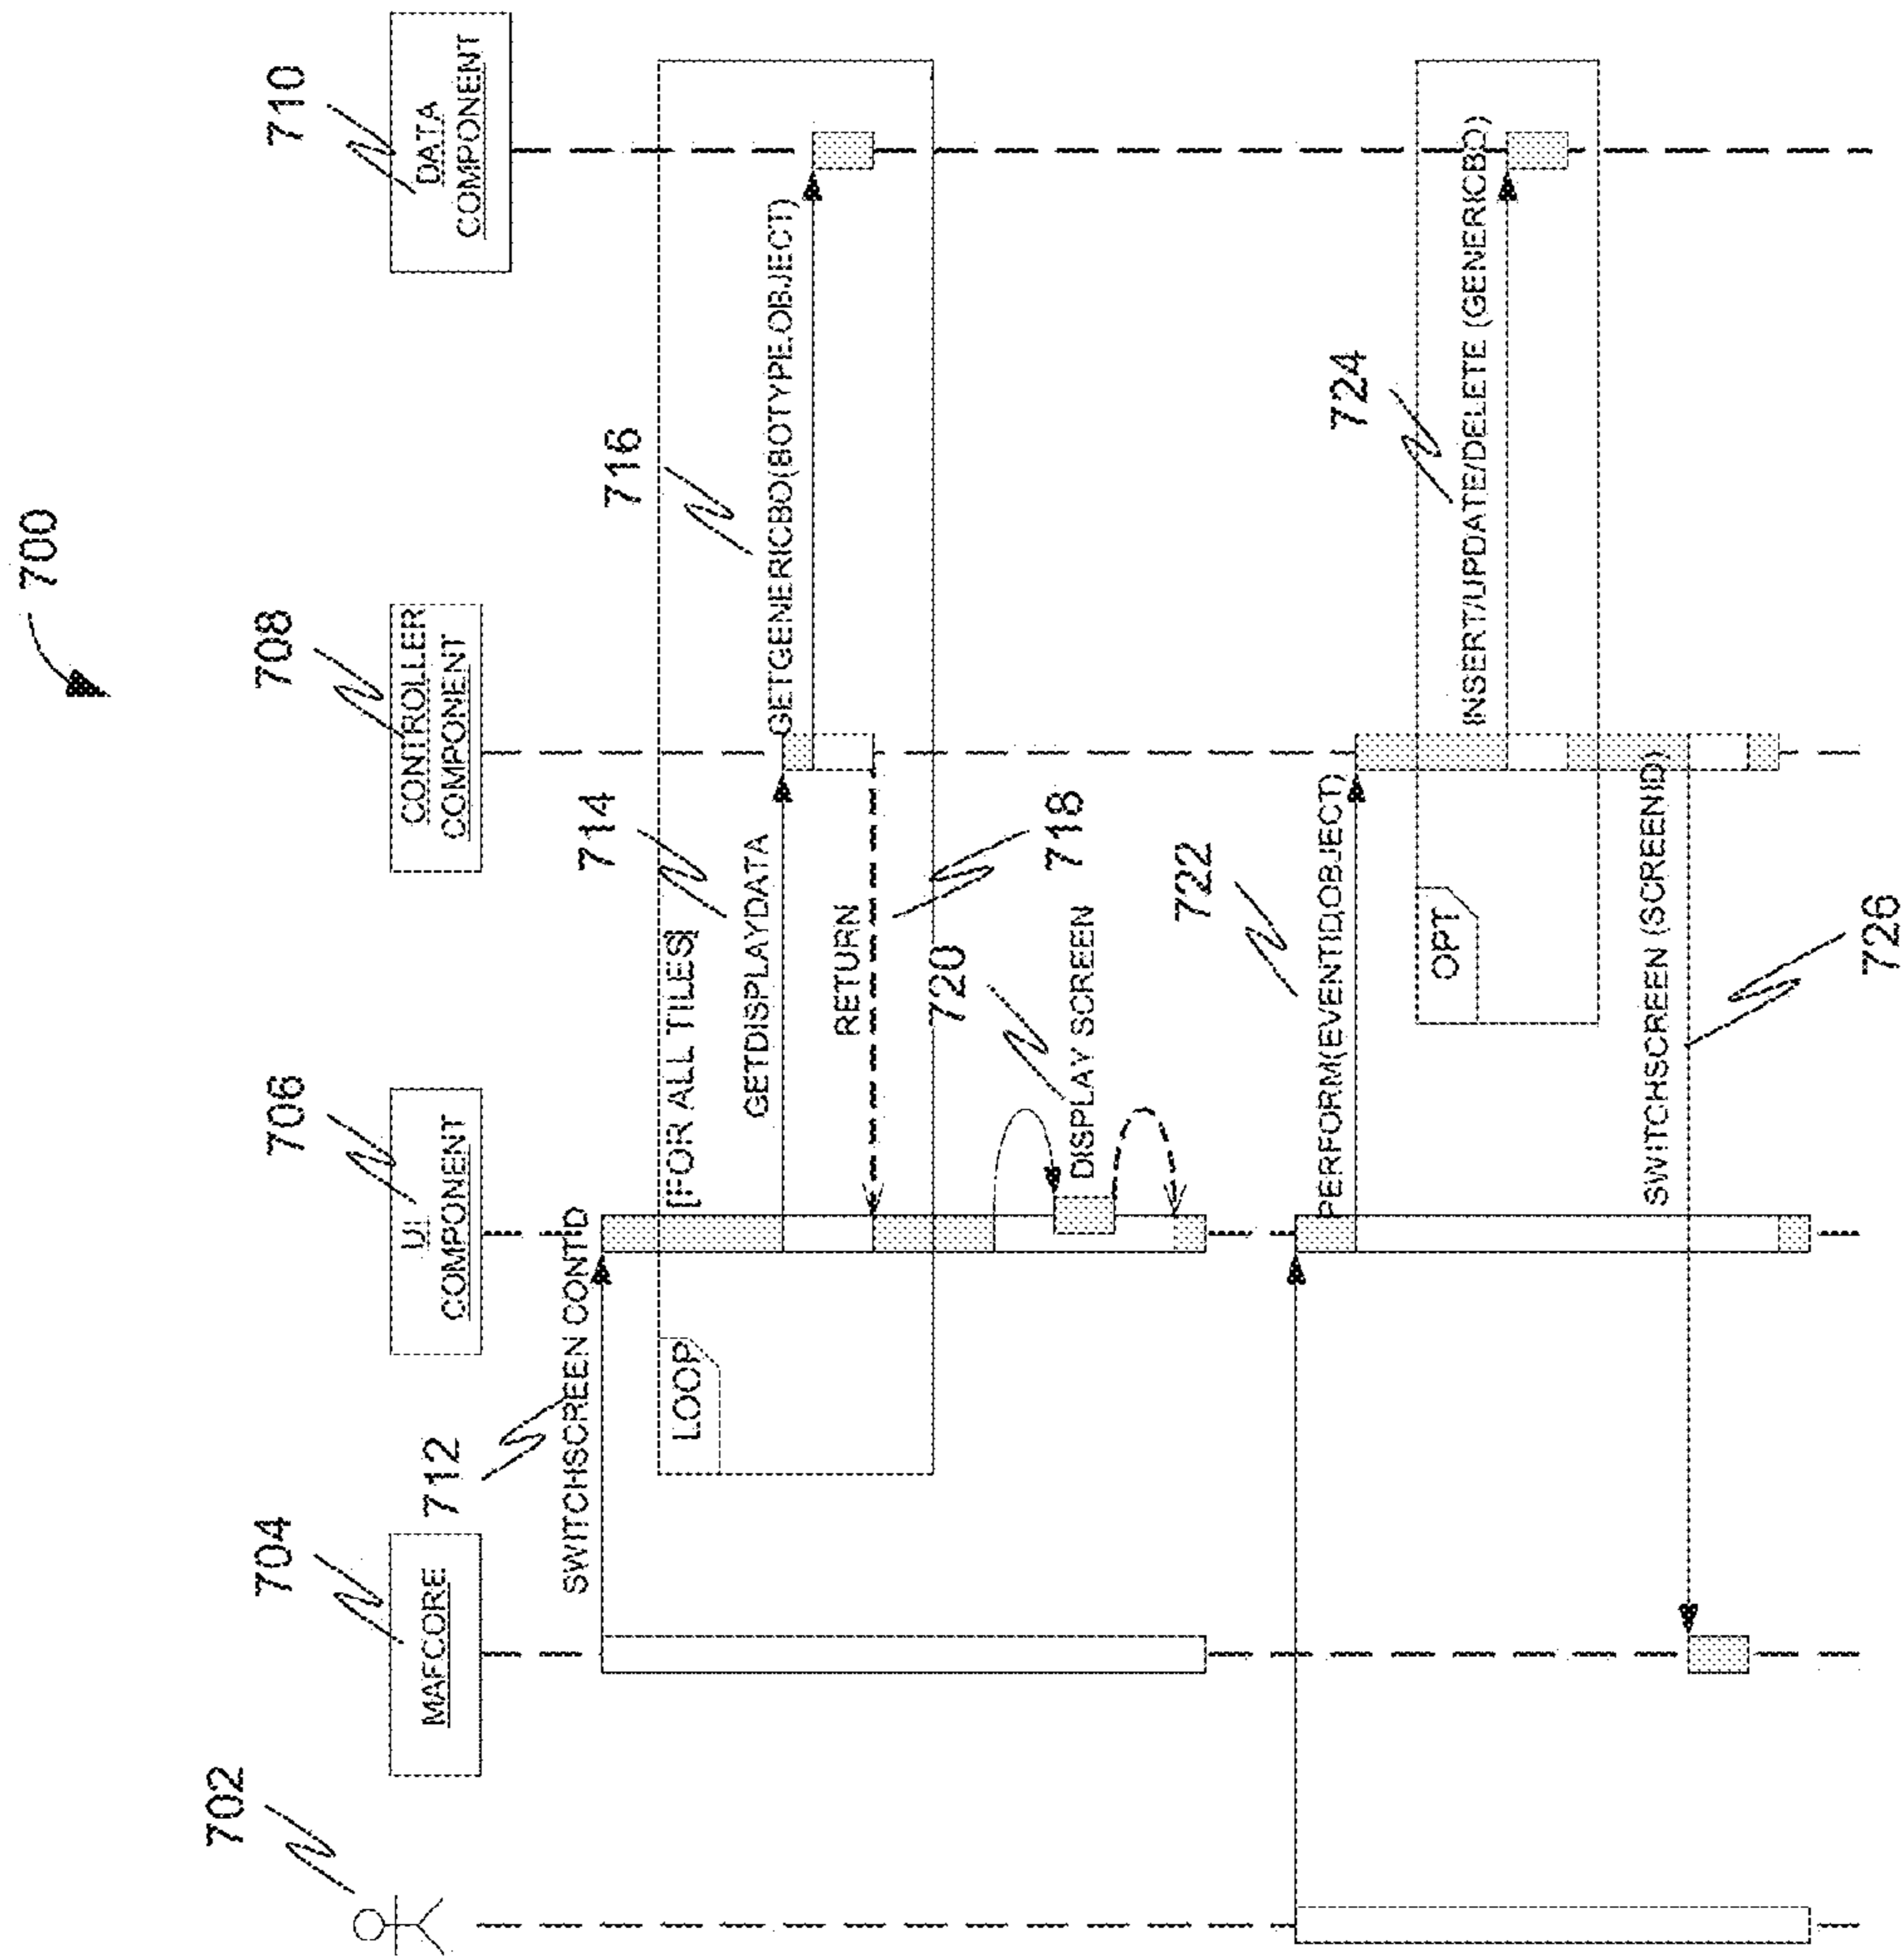 700
702
704
706
708
710
MAFCORE
UI
COMPONENT
CONTROLLER
COMPONENT
DATA
COMPONENT
712
SWITCHSCREEN CONT'D
LOOP
[FOR ALL TILES]
714
GETDISPLAYDATA
716
GETGENERICBO(BOTYPE,OBJECT)
RETURN
718
720
DISPLAY SCREEN
722
PERFORM(EVENTID,OBJECT)
OPT
724
INSERT/UPDATE/DELETE (GENERICBO)
SWITCHSCREEN (SCREENID)
726